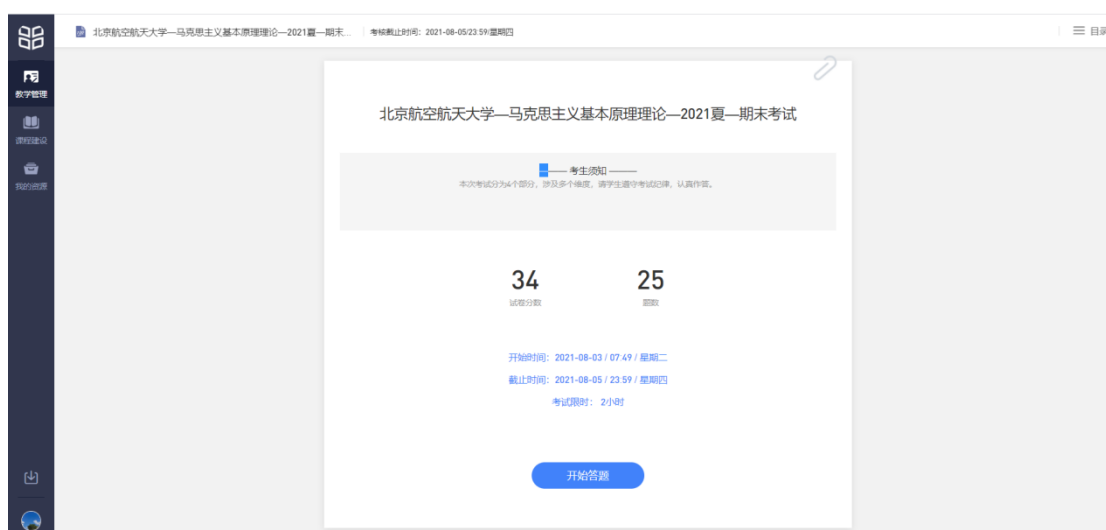 北京航空航天大学—马克思主义基本原理理论—2021夏—期末...
考核截止时间：2021-08-05/23:59/星期四
目录
教学管理
课程建设
我的资源
北京航空航天大学—马克思主义基本原理理论—2021夏—期末考试
—— 考生须知 ——
本次考试分为4个部分，涉及多个维度，请学生遵守考试纪律，认真作答。
34
25
试卷分数
题数
开始时间：2021-08-03 / 07:49 / 星期二
截止时间：2021-08-05 / 23:59 / 星期四
考试限时： 2小时
开始答题